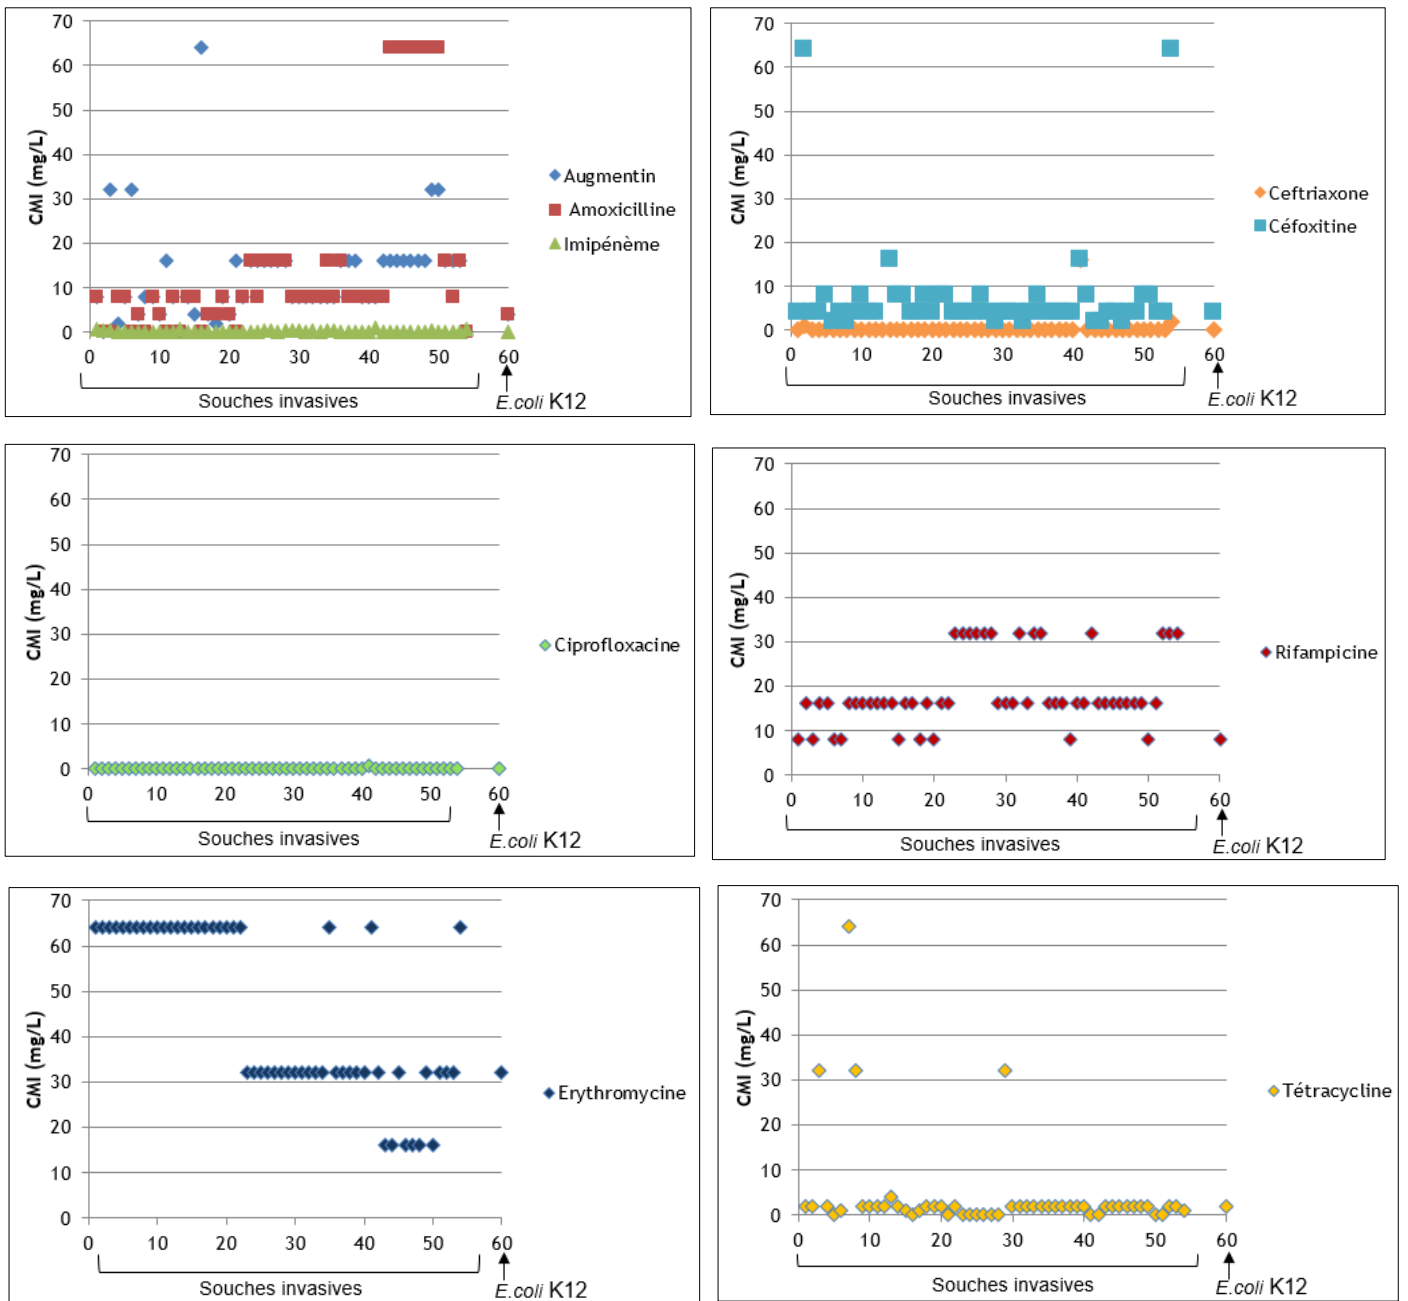 70
60
50
40
30
20
10
0
CMI (mg/L)
0 10 20 30 40 50 60
Augmentin
Amoxicilline
Imipénème
Souches invasives
E.coli K12
70
60
50
40
30
20
10
0
CMI (mg/L)
0 10 20 30 40 50 60
Ceftriaxone
Céfoxitine
Souches invasives
E.coli K12
70
60
50
40
30
20
10
0
CMI (mg/L)
0 10 20 30 40 50 60
Ciprofloxacine
Souches invasives
E.coli K12
70
60
50
40
30
20
10
0
CMI (mg/L)
0 10 20 30 40 50 60
Rifampicine
Souches invasives
E.coli K12
70
60
50
40
30
20
10
0
CMI (mg/L)
0 10 20 30 40 50 60
Erythromycine
Souches invasives
E.coli K12
70
60
50
40
30
20
10
0
CMI (mg/L)
0 10 20 30 40 50 60
Tétracycline
Souches invasives
E.coli K12